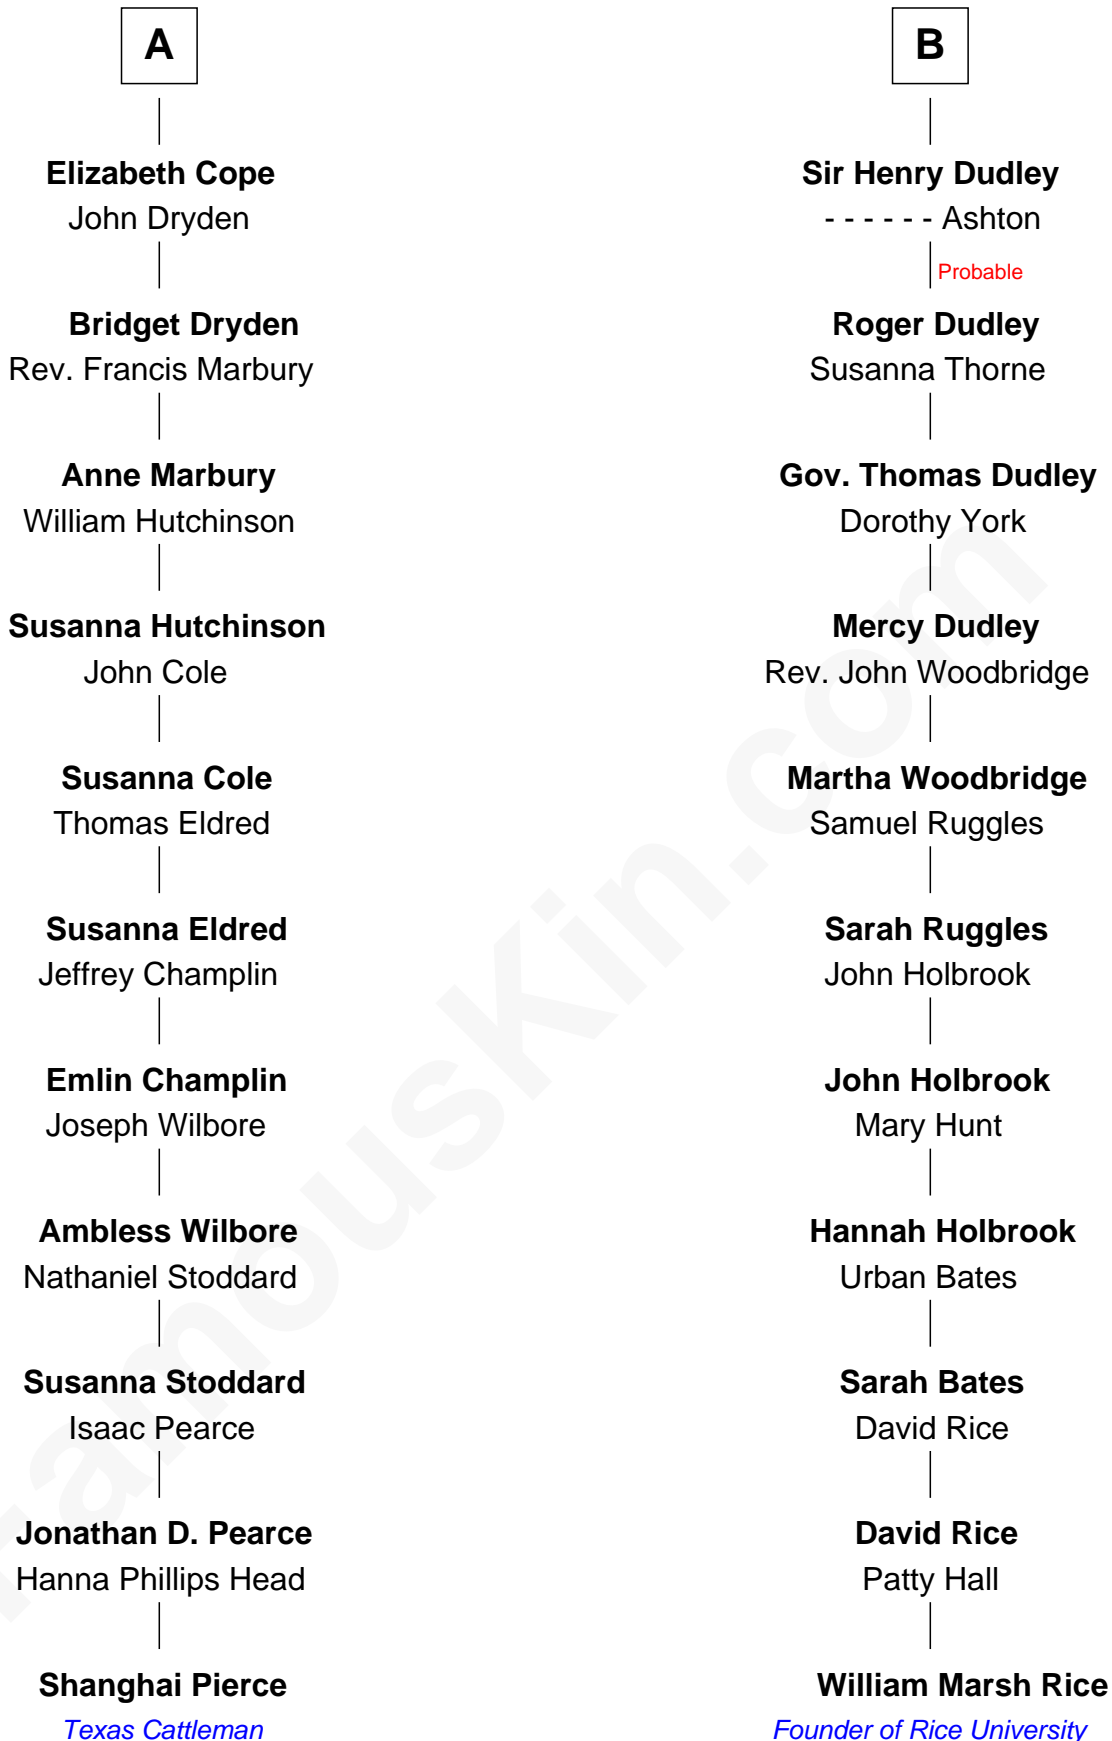 A
Elizabeth Cope
John Dryden
Bridget Dryden
Rev. Francis Marbury
Anne Marbury
William Hutchinson
Susanna Hutchinson
John Cole
Susanna Cole
Thomas Eldred
Susanna Eldred
Jeffrey Champlin
Emlin Champlin
Joseph Wilbore
Ambless Wilbore
Nathaniel Stoddard
Susanna Stoddard
Isaac Pearce
Jonathan D. Pearce
Hanna Phillips Head
Shanghai Pierce
Texas Cattleman
B
Sir Henry Dudley
- - - - - - Ashton
Probable
Roger Dudley
Susanna Thorne
Gov. Thomas Dudley
Dorothy York
Mercy Dudley
Rev. John Woodbridge
Martha Woodbridge
Samuel Ruggles
Sarah Ruggles
John Holbrook
John Holbrook
Mary Hunt
Hannah Holbrook
Urban Bates
Sarah Bates
David Rice
David Rice
Patty Hall
William Marsh Rice
Founder of Rice University
FamousKin.com